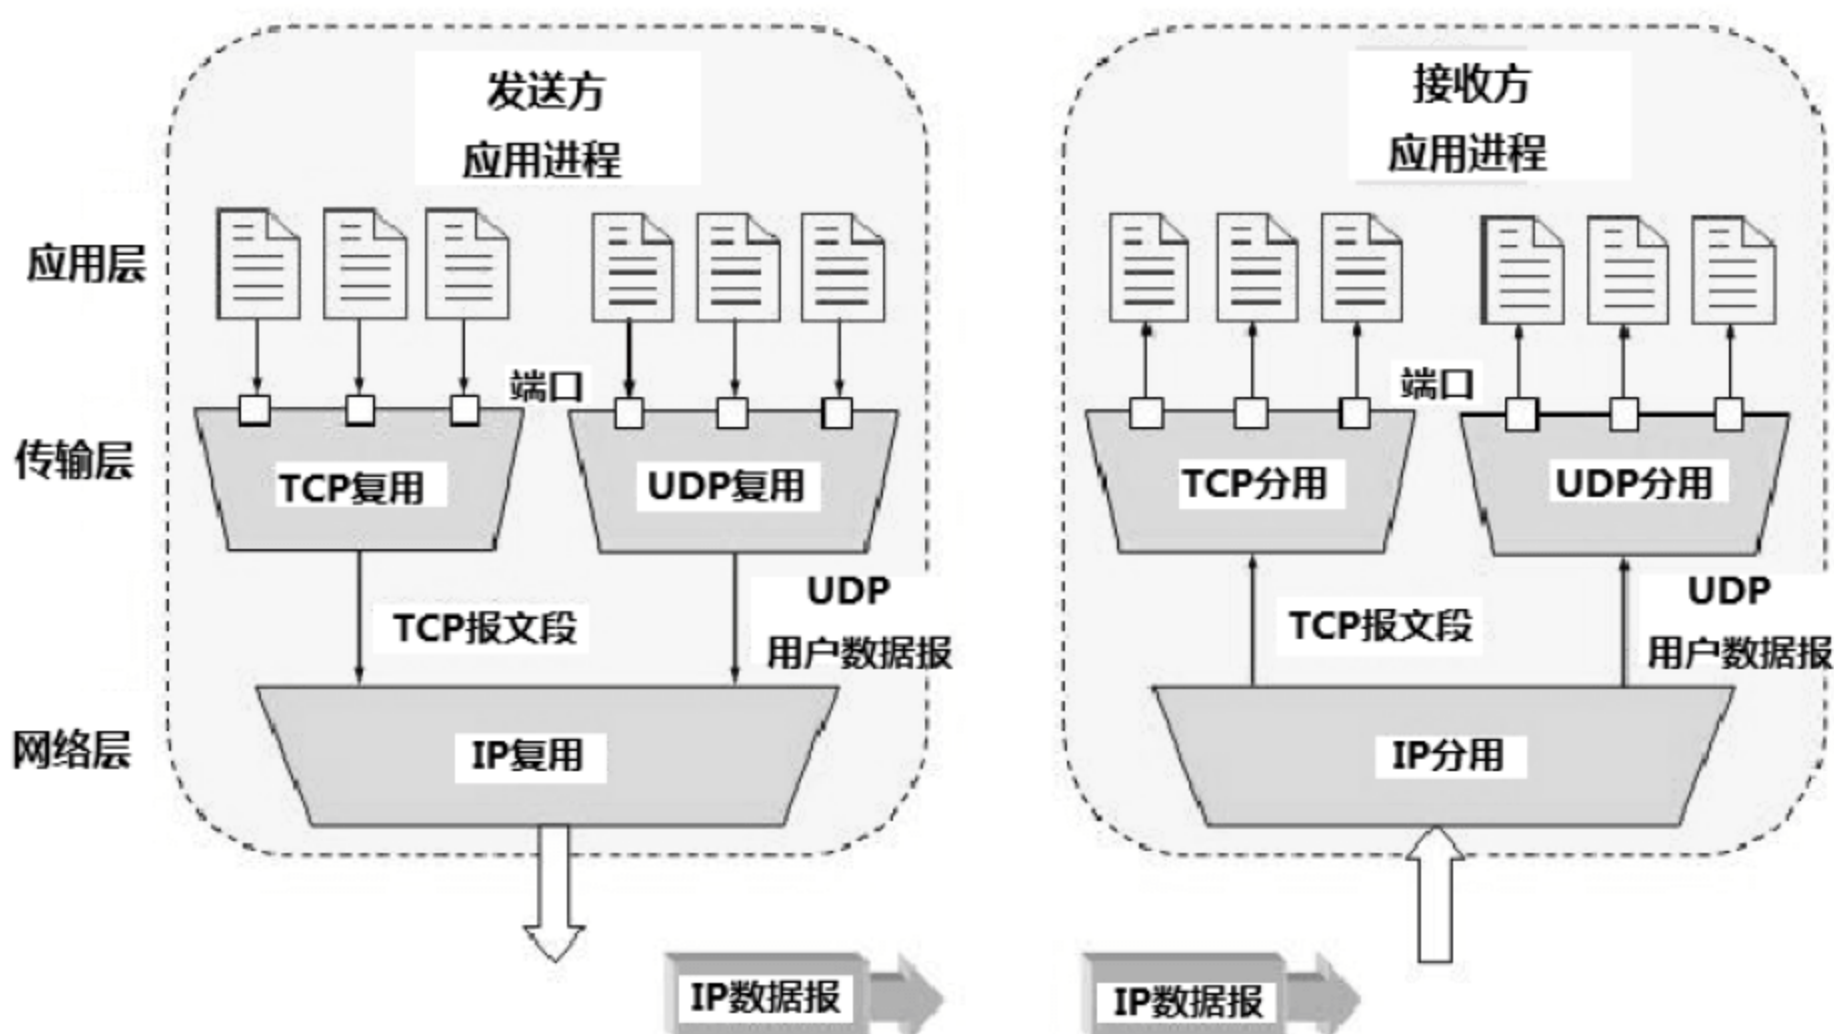 发送方
应用进程
接收方
应用进程
应用层
端口
端口
传输层
TCP复用
UDP复用
TCP分用
UDP分用
TCP报文段
UDP
用户数据报
TCP报文段
UDP
用户数据报
网络层
IP复用
IP分用
IP数据报
IP数据报